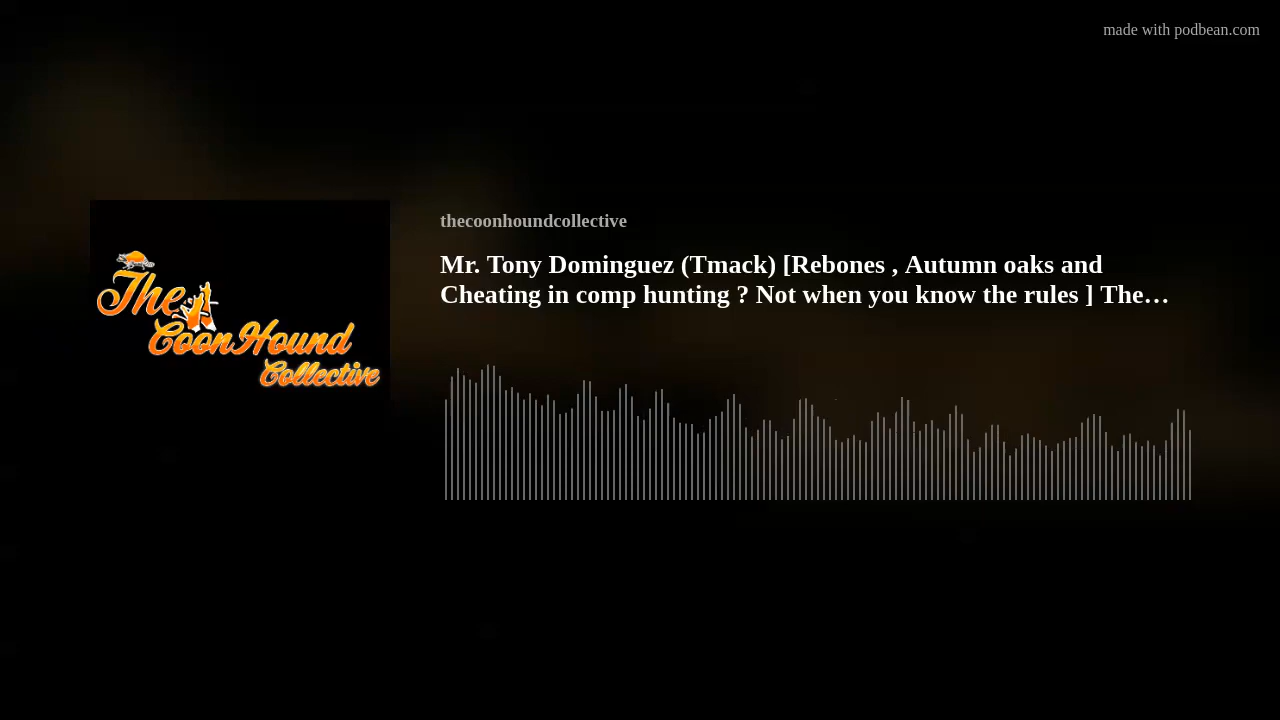 made with podbean.com
The
CoonHound
Collective
thecoonhoundcollective
Mr. Tony Dominguez (Tmack) [Rebones , Autumn oaks and
Cheating in comp hunting ? Not when you know the rules ] The…